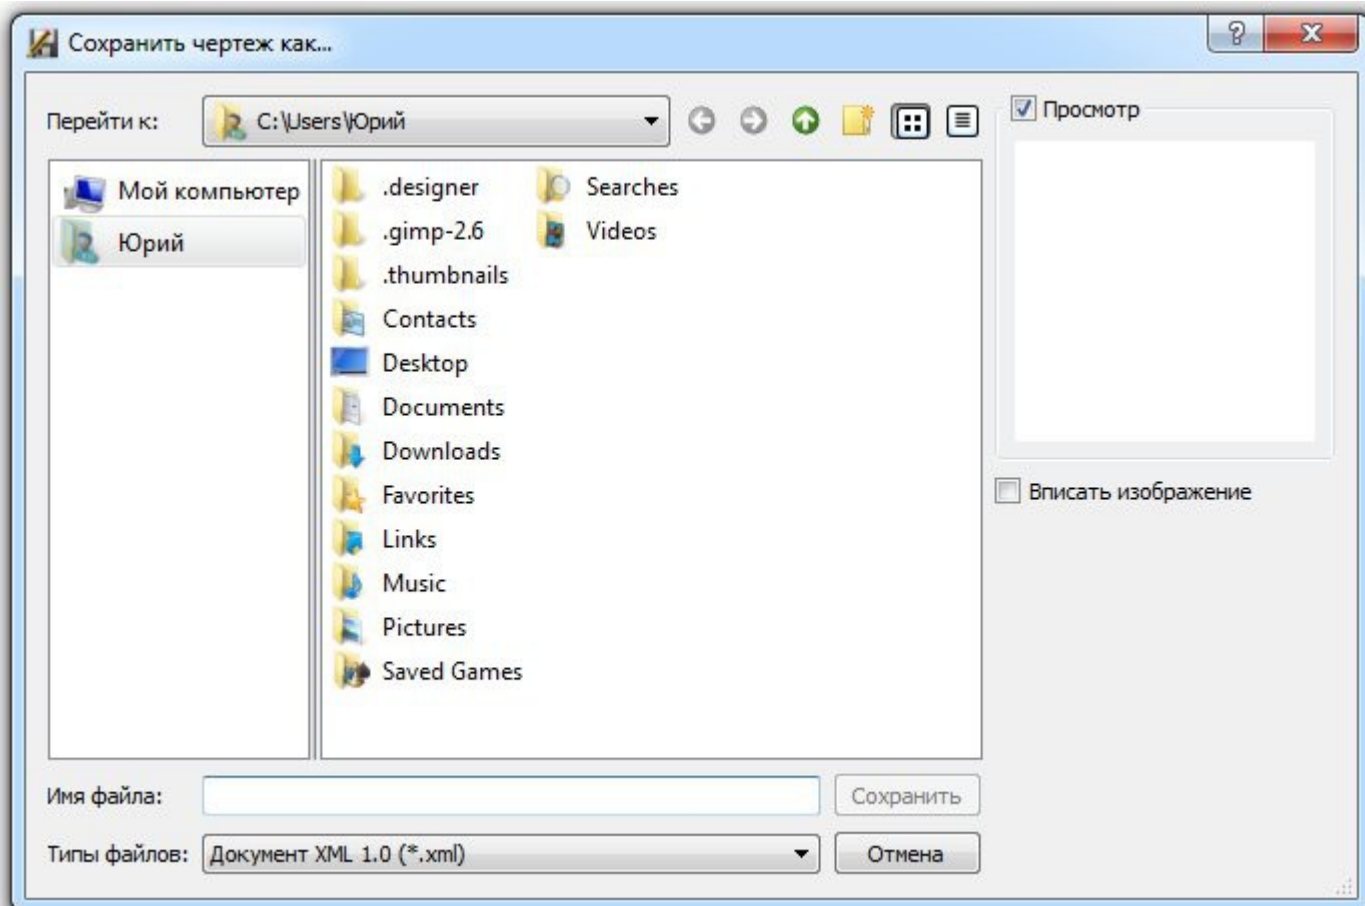 Сохранить чертеж как...
Перейти к: C:\Users\Юрий
Просмотр
Мой компьютер
Юрий
.designer
.gimp-2.6
.thumbnails
Contacts
Desktop
Documents
Downloads
Favorites
Links
Music
Pictures
Saved Games
Searches
Videos
Вписать изображение
Имя файла: Сохранить
Типы файлов: Документ XML 1.0 (*.xml) Отмена